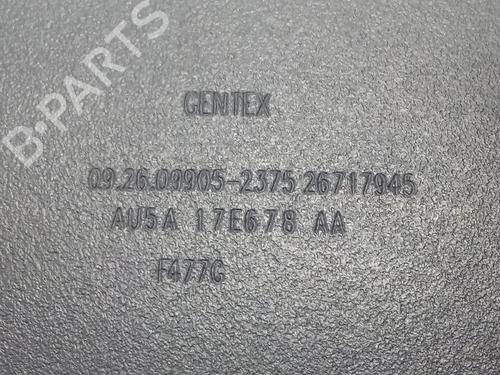 B-PARTS
GENTEX
09.26.09905-2375 26717945
AU5A 17E678 AA
F477G